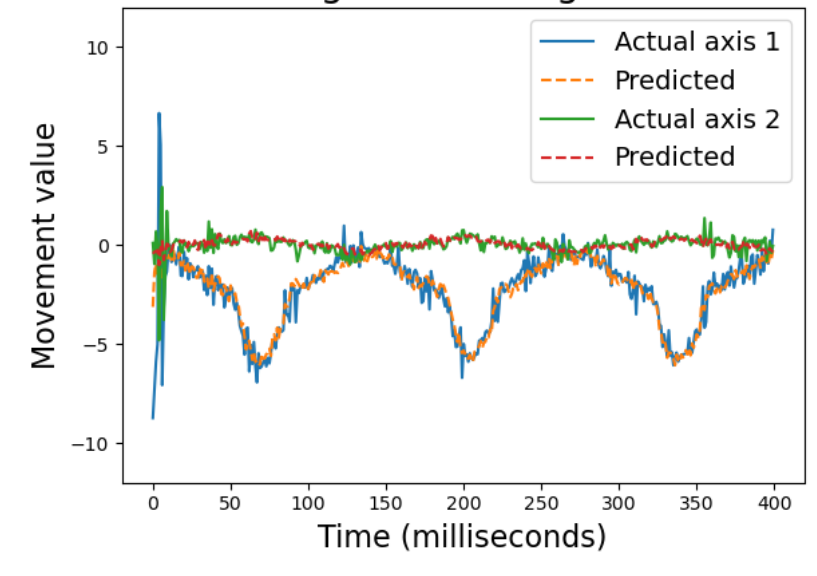 10
5
0
−5
−10
Movement value
Actual axis 1
Predicted
Actual axis 2
Predicted
0 50 100 150 200 250 300 350 400
Time (milliseconds)